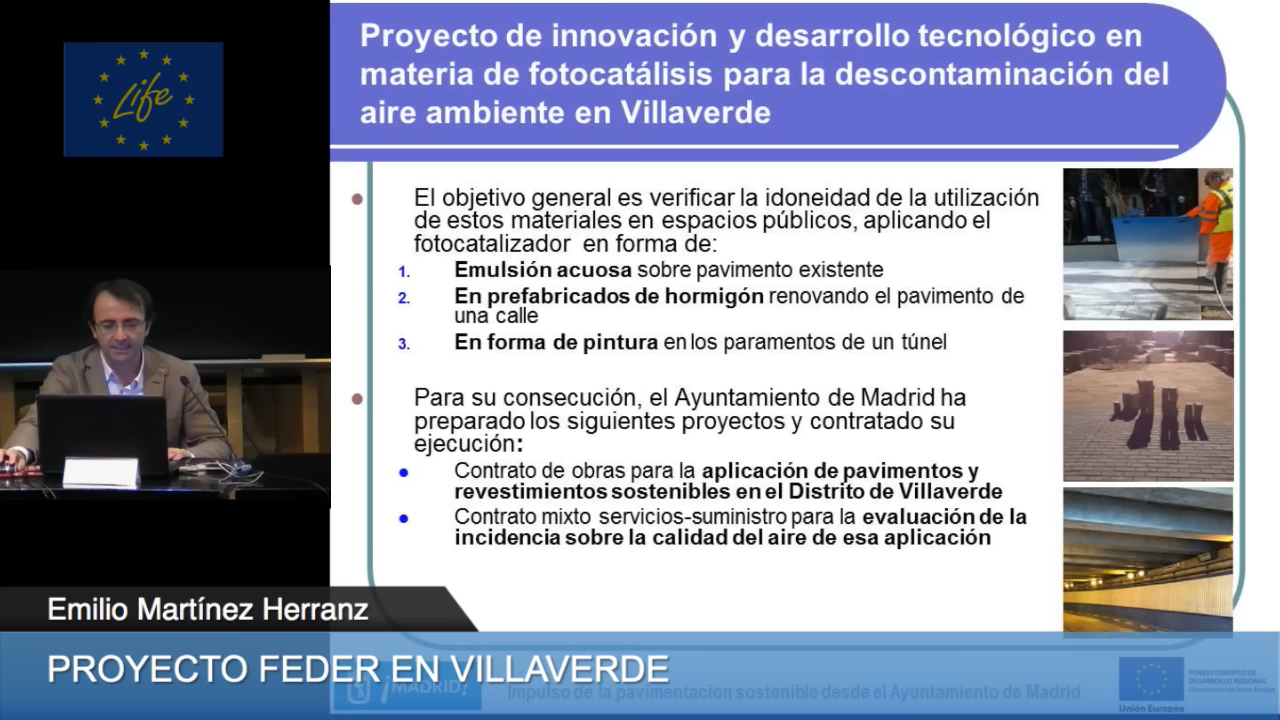 Life
Proyecto de innovación y desarrollo tecnológico en
materia de fotocatálisis para la descontaminación del
aire ambiente en Villaverde
El objetivo general es verificar la idoneidad de la utilización
de estos materiales en espacios públicos, aplicando el
fotocatalizador en forma de:
1. Emulsión acuosa sobre pavimento existente
2. En prefabricados de hormigón renovando el pavimento de
una calle
3. En forma de pintura en los paramentos de un túnel
Para su consecución, el Ayuntamiento de Madrid ha
preparado los siguientes proyectos y contratado su
ejecución:
Contrato de obras para la aplicación de pavimentos y
revestimientos sostenibles en el Distrito de Villaverde
Contrato mixto servicios-suministro para la evaluación de la
incidencia sobre la calidad del aire de esa aplicación
Emilio Martínez Herranz
PROYECTO FEDER EN VILLAVERDE
¡MADRID!
Impulso de la pavimentación sostenible desde el Ayuntamiento de Madrid
Unión Europea
FONDO EUROPEO DE
DESARROLLO REGIONAL